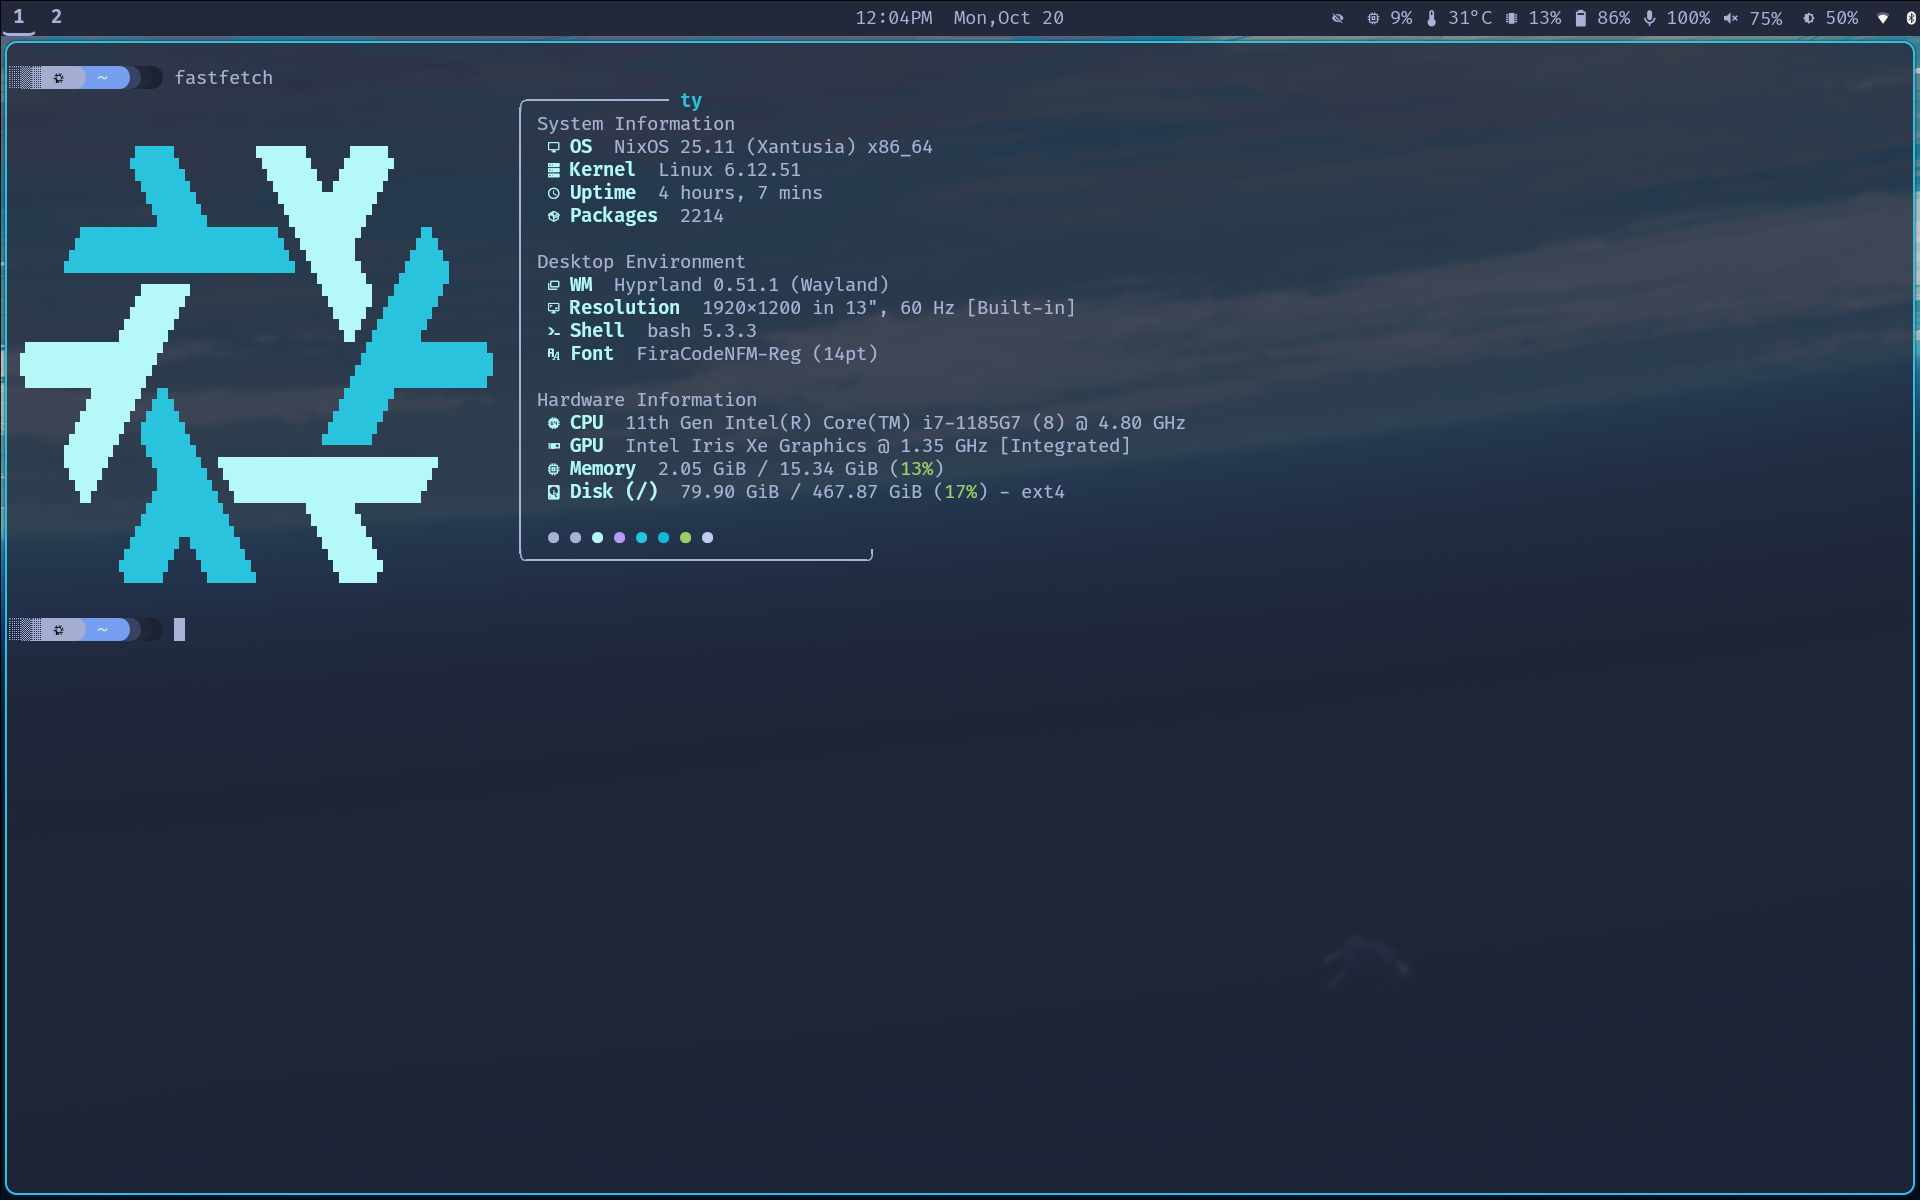 1 2 12:04PM Mon,Oct 20 9% 31°C 13% 86% 100% 75% 50%
~ fastfetch
ty
System Information
OS NixOS 25.11 (Xantusia) x86_64
Kernel Linux 6.12.51
Uptime 4 hours, 7 mins
Packages 2214
Desktop Environment
WM Hyprland 0.51.1 (Wayland)
Resolution 1920×1200 in 13", 60 Hz [Built-in]
Shell bash 5.3.3
Font FiraCodeNFM-Reg (14pt)
Hardware Information
CPU 11th Gen Intel(R) Core(TM) i7-1185G7 (8) @ 4.80 GHz
GPU Intel Iris Xe Graphics @ 1.35 GHz [Integrated]
Memory 2.05 GiB / 15.34 GiB (13%)
Disk (/) 79.90 GiB / 467.87 GiB (17%) - ext4
~